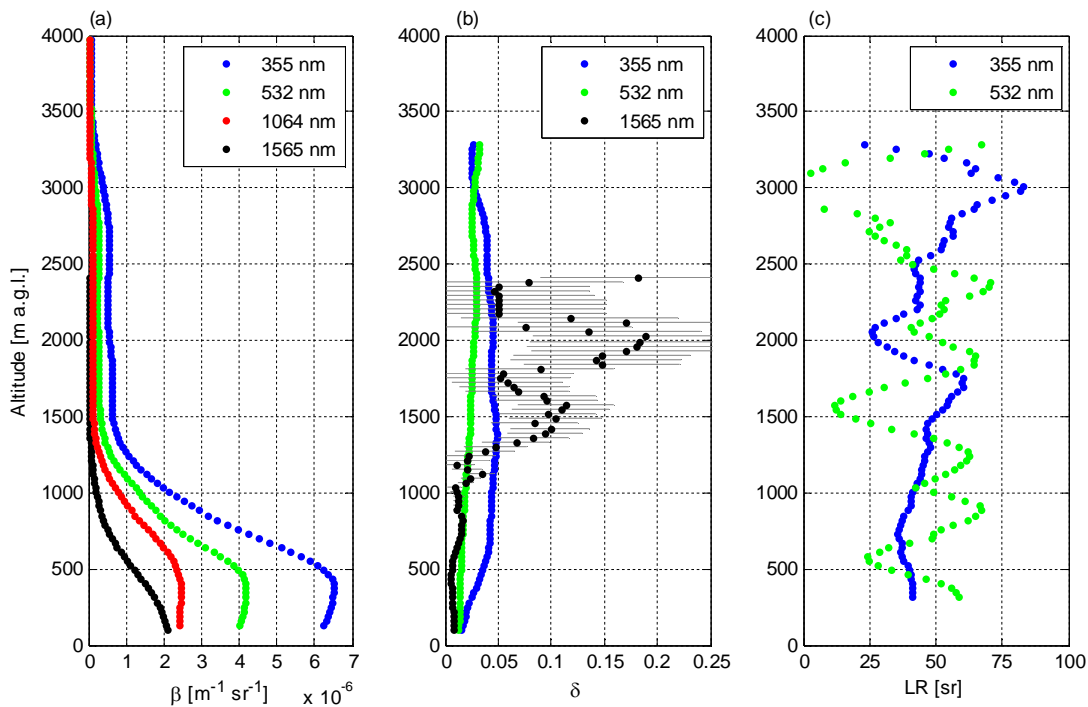 (a)
(b)
(c)
4000
3500
3000
2500
2000
1500
1000
500
0
Altitude [m a.g.l.]
355 nm
532 nm
1064 nm
1565 nm
0 1 2 3 4 5 6 7
β [m⁻¹ sr⁻¹]
x 10⁻⁶
4000
3500
3000
2500
2000
1500
1000
500
0
355 nm
532 nm
1565 nm
0 0.05 0.1 0.15 0.2 0.25
δ
4000
3500
3000
2500
2000
1500
1000
500
0
355 nm
532 nm
0 25 50 75 100
LR [sr]